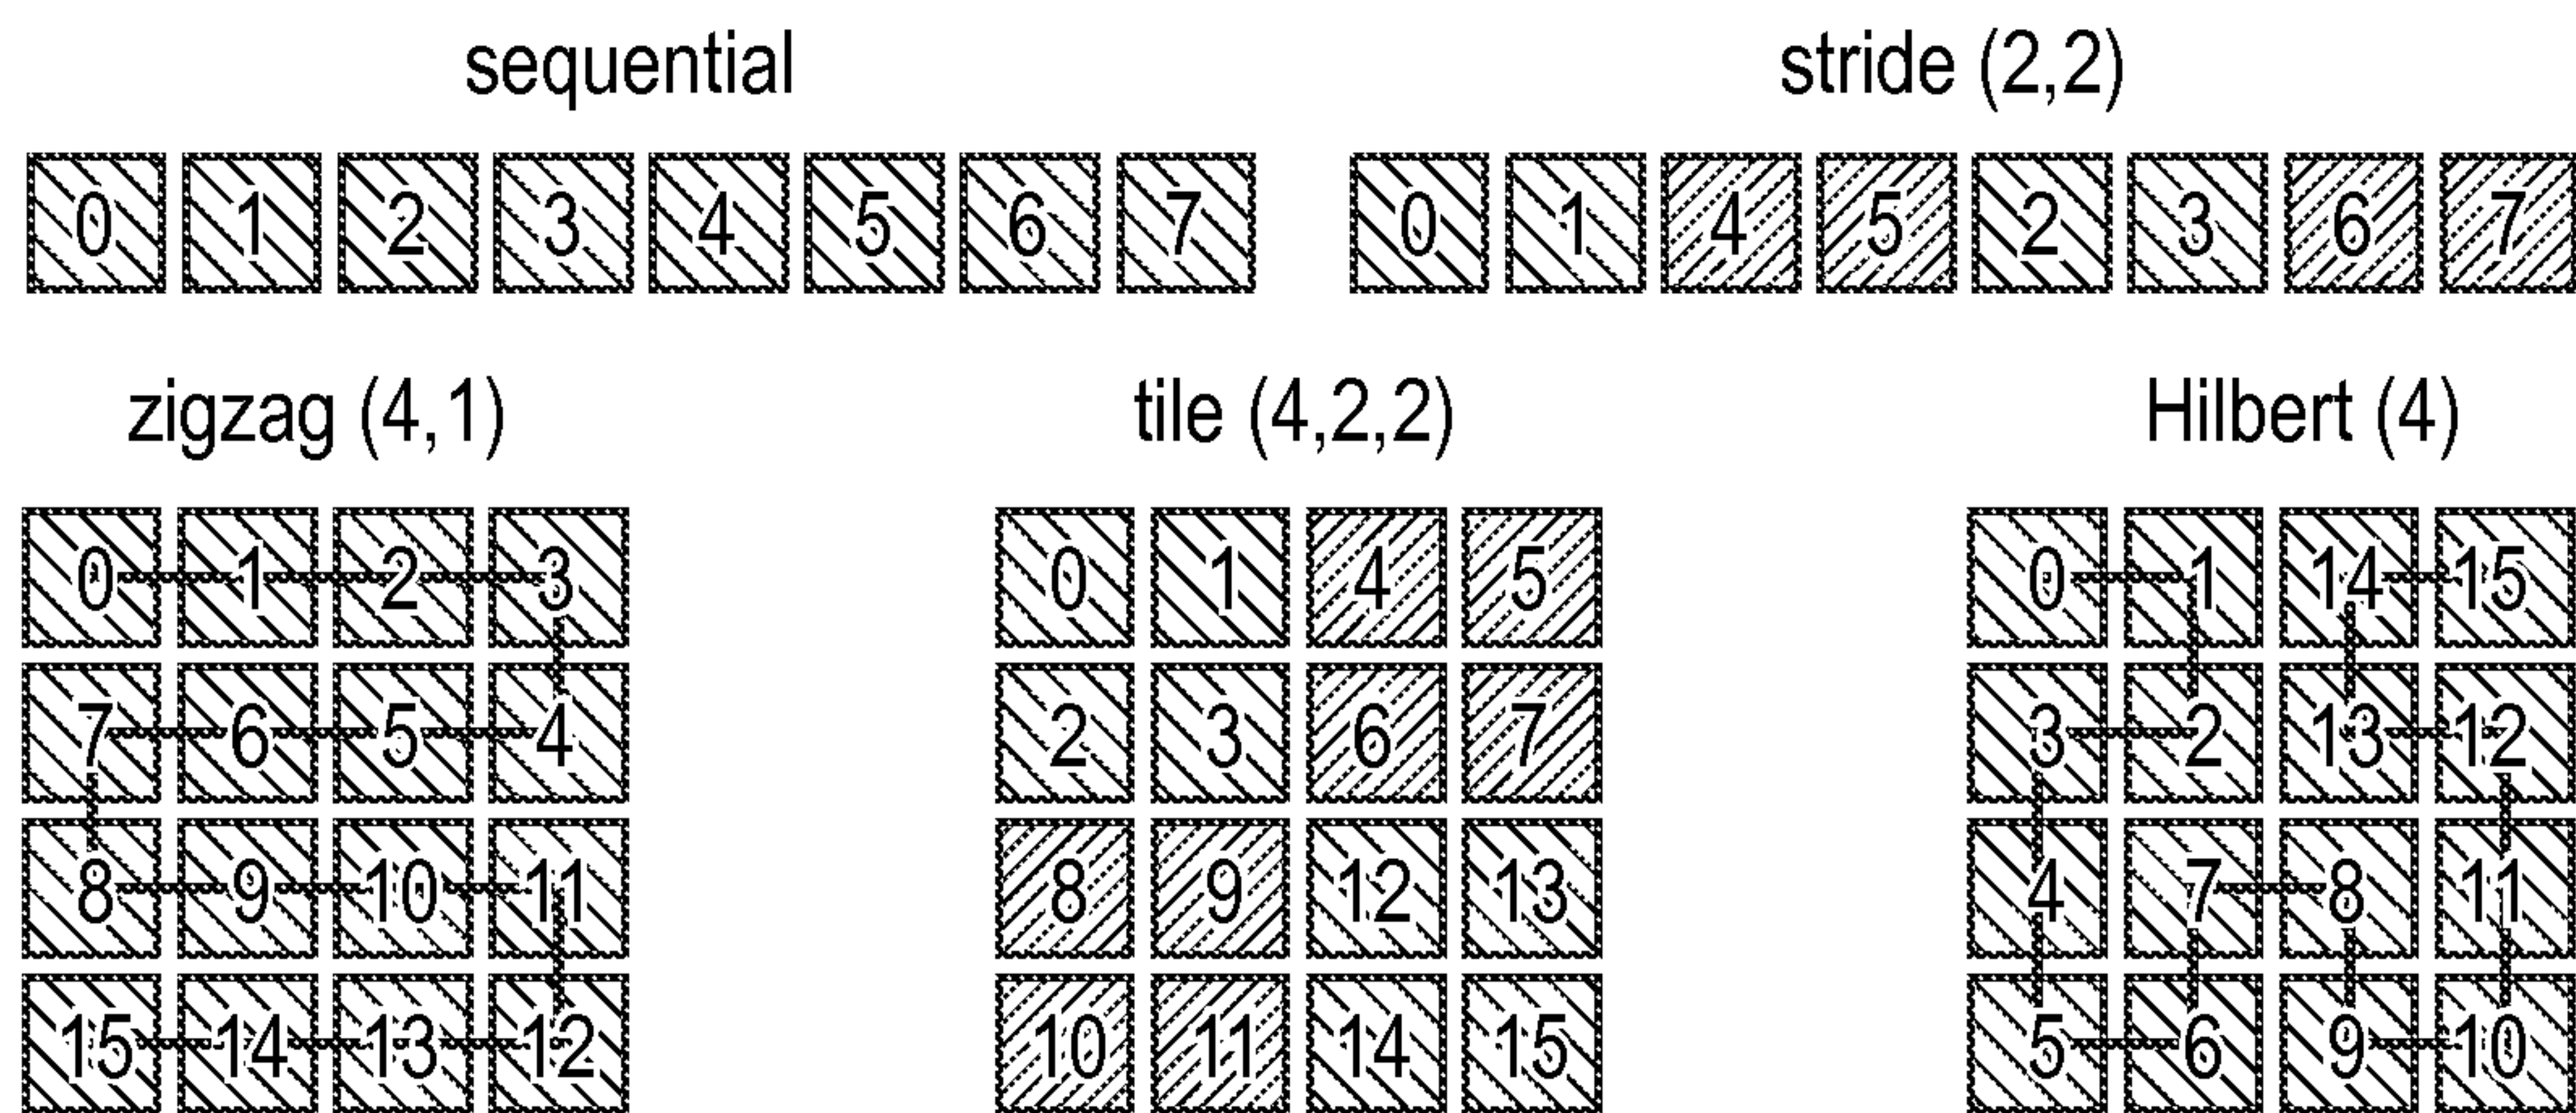 sequential
stride (2,2)
0 1 2 3 4 5 6 7
0 1 4 5 2 3 6 7
zigzag (4,1)
tile (4,2,2)
Hilbert (4)
0 1 2 3
7 6 5 4
8 9 10 11
15 14 13 12
0 1 4 5
2 3 6 7
8 9 12 13
10 11 14 15
0 1 14 15
3 2 13 12
4 7 8 11
5 6 9 10